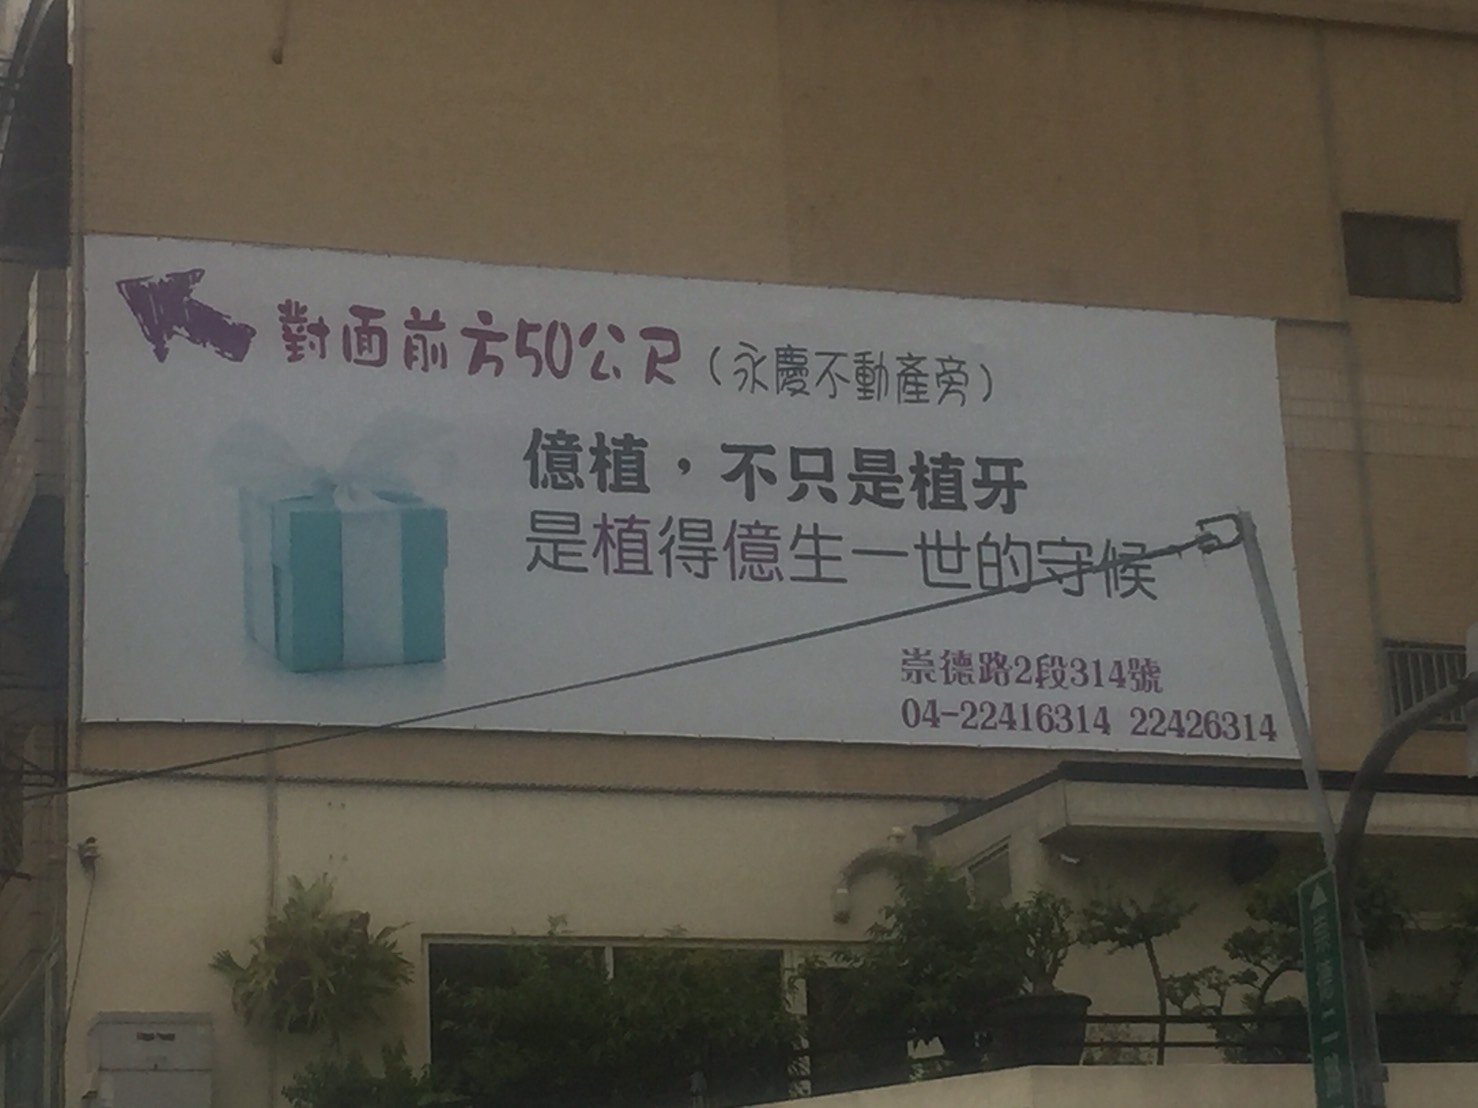 對面前方50公尺（永慶不動產旁）
億植，不只是植牙
是植得億生一世的守候
崇德路2段314號
04-22416314 22426314